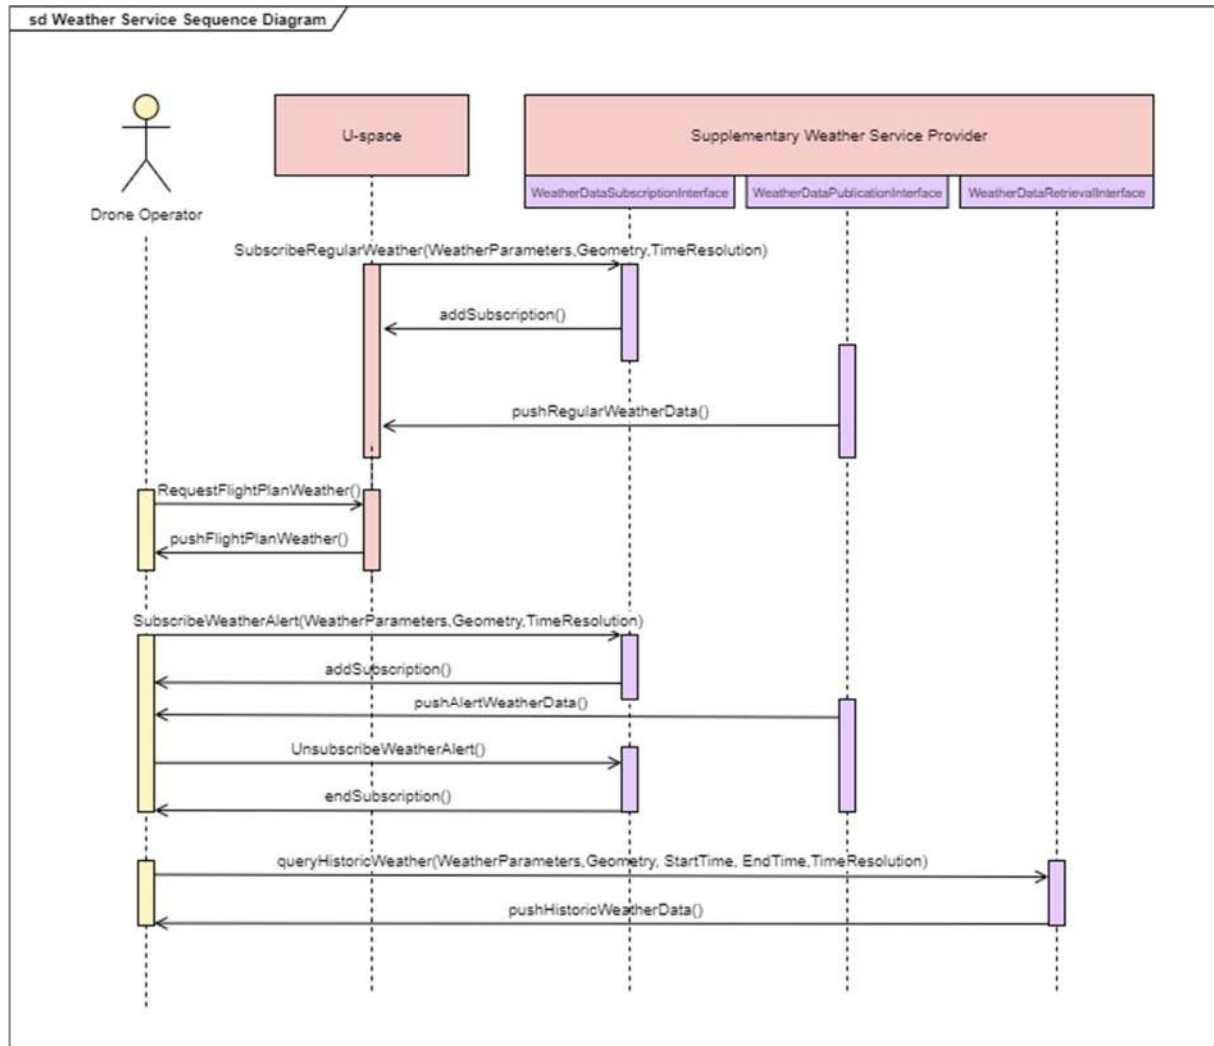 sd Weather Service Sequence Diagram
U-space
Supplementary Weather Service Provider
WeatherDataSubscriptionInterface
WeatherDataPublicationInterface
WeatherDataRetrievalInterface
Drone Operator
SubscribeRegularWeather(WeatherParameters,Geometry,TimeResolution)
addSubscription()
pushRegularWeatherData()
RequestFlightPlanWeather()
pushFlightPlanWeather()
SubscribeWeatherAlert(WeatherParameters,Geometry,TimeResolution)
addSubscription()
pushAlertWeatherData()
UnsubscribeWeatherAlert()
endSubscription()
queryHistoricWeather(WeatherParameters,Geometry, StartTime, EndTime,TimeResolution)
pushHistoricWeatherData()